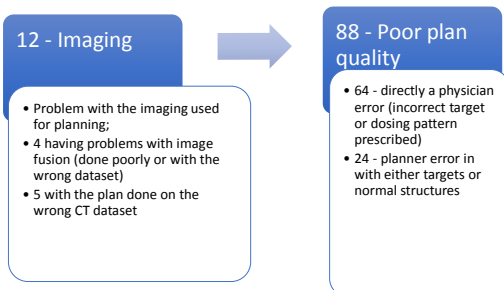 12 - Imaging
• Problem with the imaging used
for planning;
• 4 having problems with image
fusion (done poorly or with the
wrong dataset)
• 5 with the plan done on the
wrong CT dataset
88 - Poor plan
quality
• 64 - directly a physician
error (incorrect target
or dosing pattern
prescribed)
• 24 - planner error in
with either targets or
normal structures